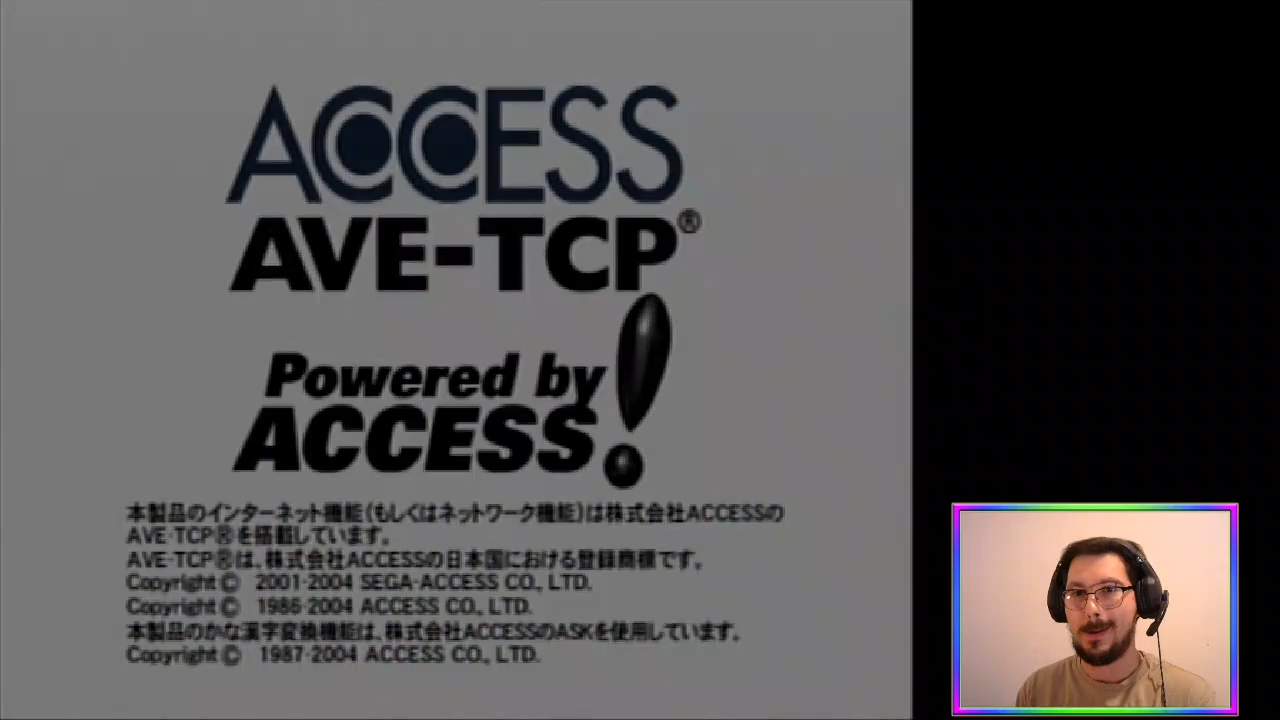 ACCESS
AVE-TCP®
Powered by
ACCESS!
本製品のインターネット機能(もしくはネットワーク機能)は株式会社ACCESSの
AVE-TCP®を搭載しています。
AVE-TCP®は、株式会社ACCESSの日本国における登録商標です。
Copyright© 2001-2004 SEGA-ACCESS CO., LTD.
Copyright© 1986-2004 ACCESS CO., LTD.
本製品のかな漢字変換機能は、株式会社ACCESSのASKを使用しています。
Copyright© 1987-2004 ACCESS CO., LTD.